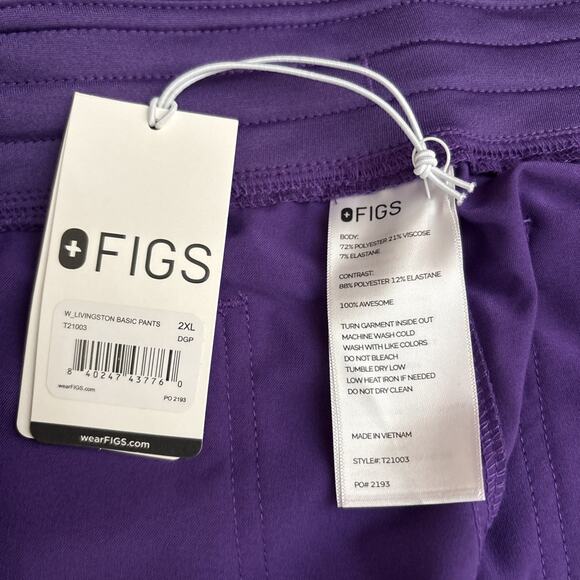 FIGS
W_LIVINGSTON BASIC PANTS 2XL
T21003 DGP
8 40247 43776 0
wearFIGS.com PO 2193
wearFIGS.com
FIGS
BODY:
72% POLYESTER 21% VISCOSE
7% ELASTANE
CONTRAST:
88% POLYESTER 12% ELASTANE
100% AWESOME
TURN GARMENT INSIDE OUT
MACHINE WASH COLD
WASH WITH LIKE COLORS
DO NOT BLEACH
TUMBLE DRY LOW
LOW HEAT IRON IF NEEDED
DO NOT DRY CLEAN
MADE IN VIETNAM
STYLE#: T21003
PO# 2193